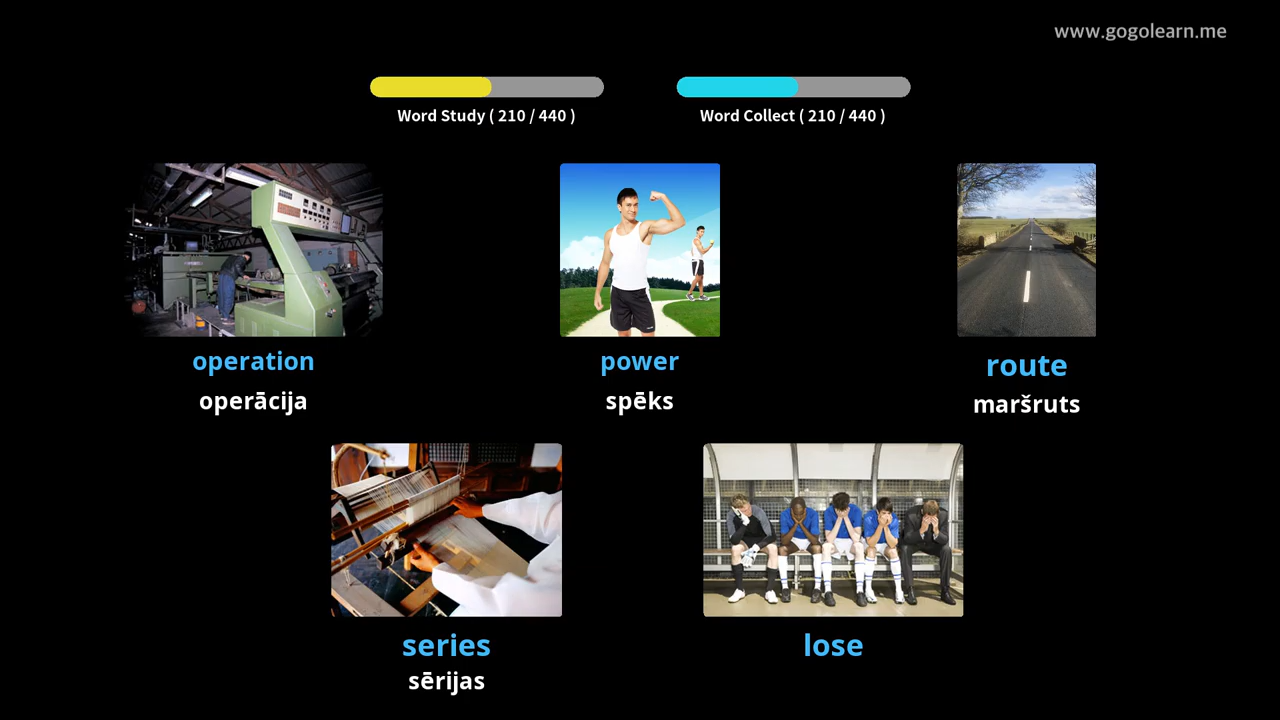 www.gogolearn.me
Word Study ( 210 / 440 )
Word Collect ( 210 / 440 )
operation
operācija
power
spēks
route
maršruts
series
sērijas
lose